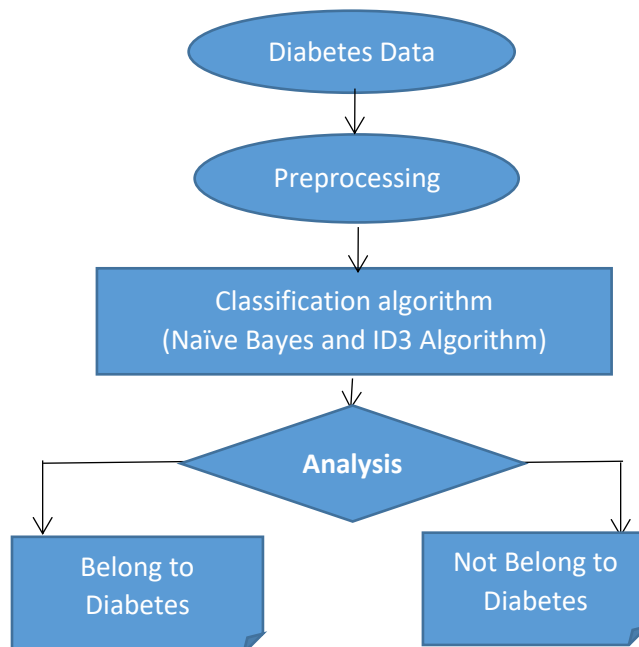 Diabetes Data
Preprocessing
Classification algorithm
(Naïve Bayes and ID3 Algorithm)
Analysis
Belong to
Diabetes
Not Belong to
Diabetes